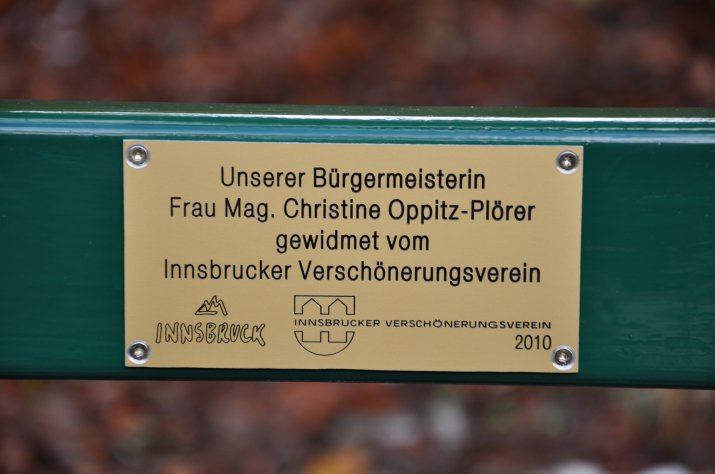 Unserer Bürgermeisterin
Frau Mag. Christine Oppitz-Plörer
gewidmet vom
Innsbrucker Verschönerungsverein
INNSBRUCK
INNSBRUCKER VERSCHÖNERUNGSVEREIN
2010